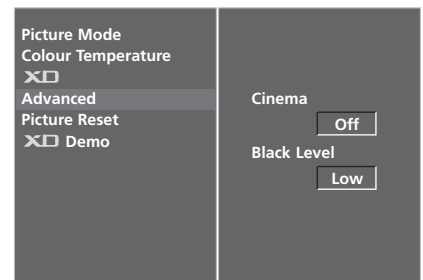 Picture Mode
Colour Temperature
XD
Advanced
Picture Reset
XD Demo
Cinema
Off
Black Level
Low